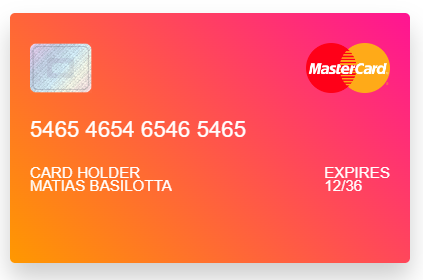 MasterCard
5465 4654 6546 5465
CARD HOLDER
MATIAS BASILOTTA
EXPIRES
12/36